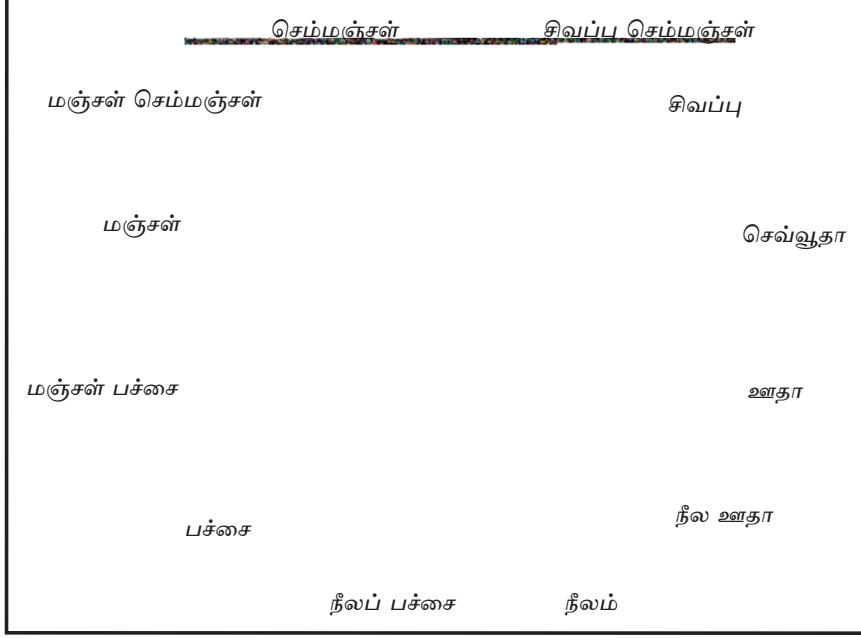 செம்மஞ்சள் சிவப்பு செம்மஞ்சள்
மஞ்சள் செம்மஞ்சள் சிவப்பு
மஞ்சள் செவ்வூதா
மஞ்சள் பச்சை ஊதா
பச்சை நீல ஊதா
நீலப் பச்சை நீலம்